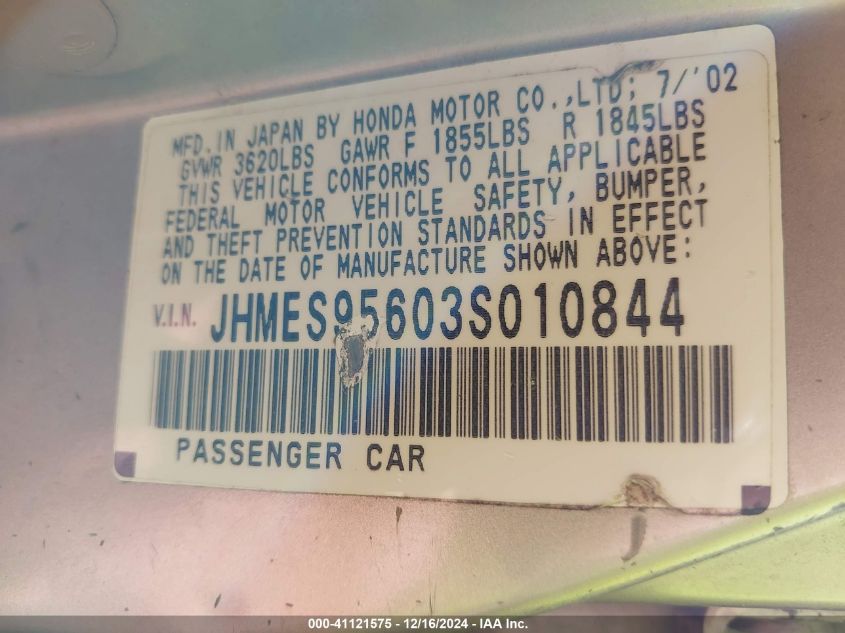 MFD. IN JAPAN BY HONDA MOTOR CO.,LTD; 7/'02
GVWR 3620LBS GAWR F 1855LBS R 1845LBS
THIS VEHICLE CONFORMS TO ALL APPLICABLE
FEDERAL MOTOR VEHICLE SAFETY, BUMPER,
AND THEFT PREVENTION STANDARDS IN EFFECT
ON THE DATE OF MANUFACTURE SHOWN ABOVE:
V.I.N. JHMES95603S010844
PASSENGER CAR
000-41121575 - 12/16/2024 - IAA Inc.